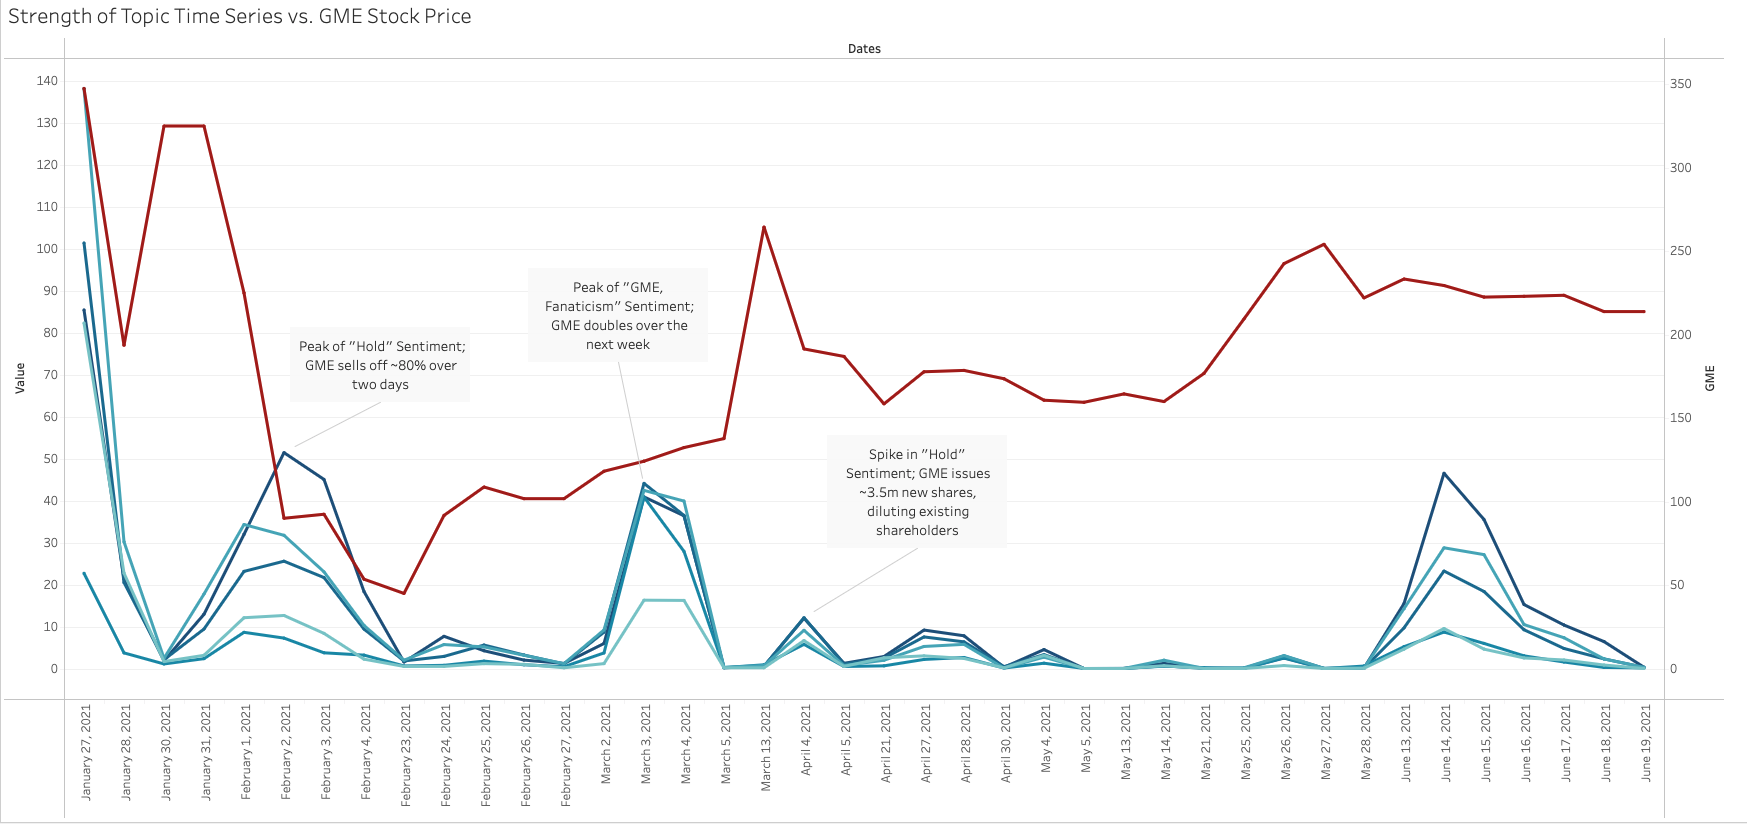 Strength of Topic Time Series vs. GME Stock Price
Dates
140
130
120
110
100
90
80
70
60
50
40
30
20
10
0
Value
350
300
250
200
150
100
50
0
GME
Peak of "Hold" Sentiment;
GME sells off ~80% over
two days
Peak of "GME,
Fanaticism" Sentiment;
GME doubles over the
next week
Spike in "Hold"
Sentiment; GME issues
~3.5m new shares,
diluting existing
shareholders
January 27, 2021
January 28, 2021
January 30, 2021
January 31, 2021
February 1, 2021
February 2, 2021
February 3, 2021
February 4, 2021
February 23, 2021
February 24, 2021
February 25, 2021
February 26, 2021
February 27, 2021
March 2, 2021
March 3, 2021
March 4, 2021
March 5, 2021
March 13, 2021
April 4, 2021
April 5, 2021
April 21, 2021
April 27, 2021
April 28, 2021
April 30, 2021
May 4, 2021
May 5, 2021
May 13, 2021
May 14, 2021
May 21, 2021
May 25, 2021
May 26, 2021
May 27, 2021
May 28, 2021
June 13, 2021
June 14, 2021
June 15, 2021
June 16, 2021
June 17, 2021
June 18, 2021
June 19, 2021